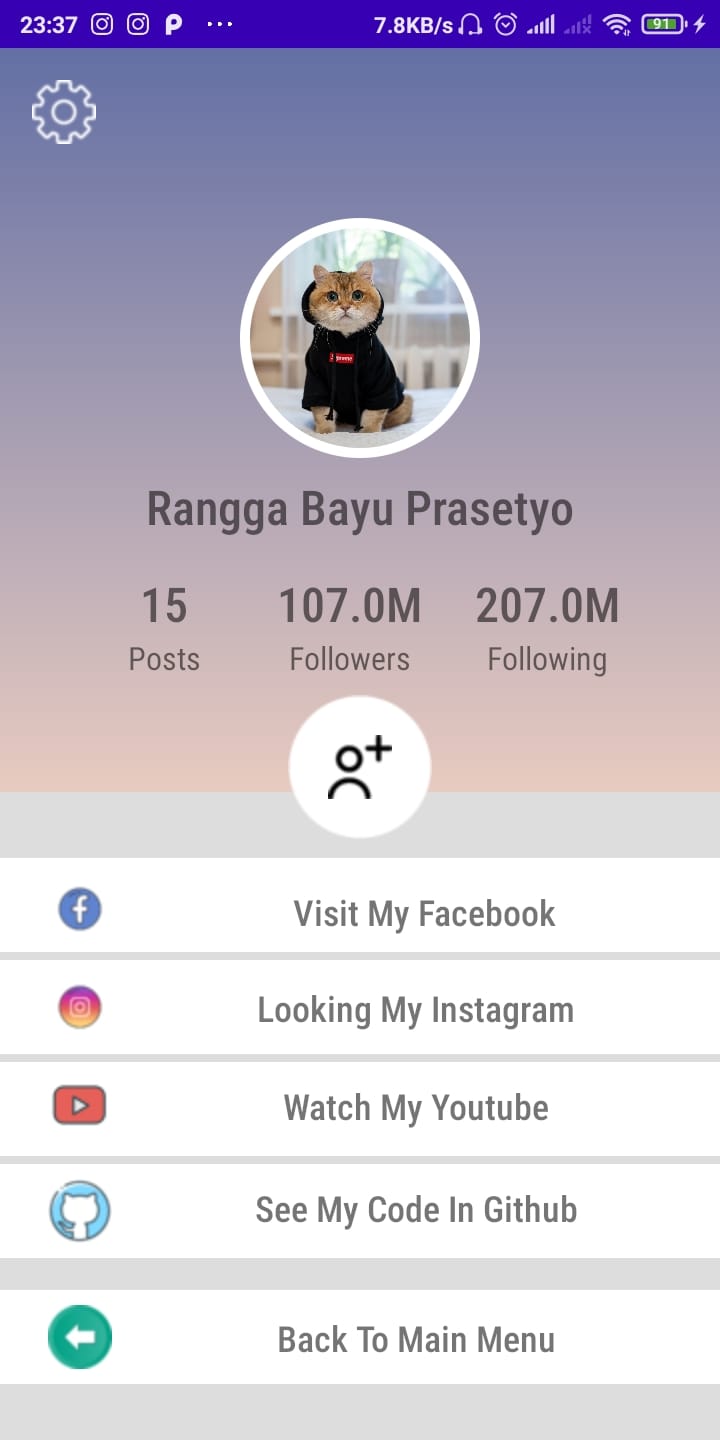 23:37 7.8KB/s 91
Rangga Bayu Prasetyo
15 107.0M 207.0M
Posts Followers Following
Visit My Facebook
Looking My Instagram
Watch My Youtube
See My Code In Github
Back To Main Menu